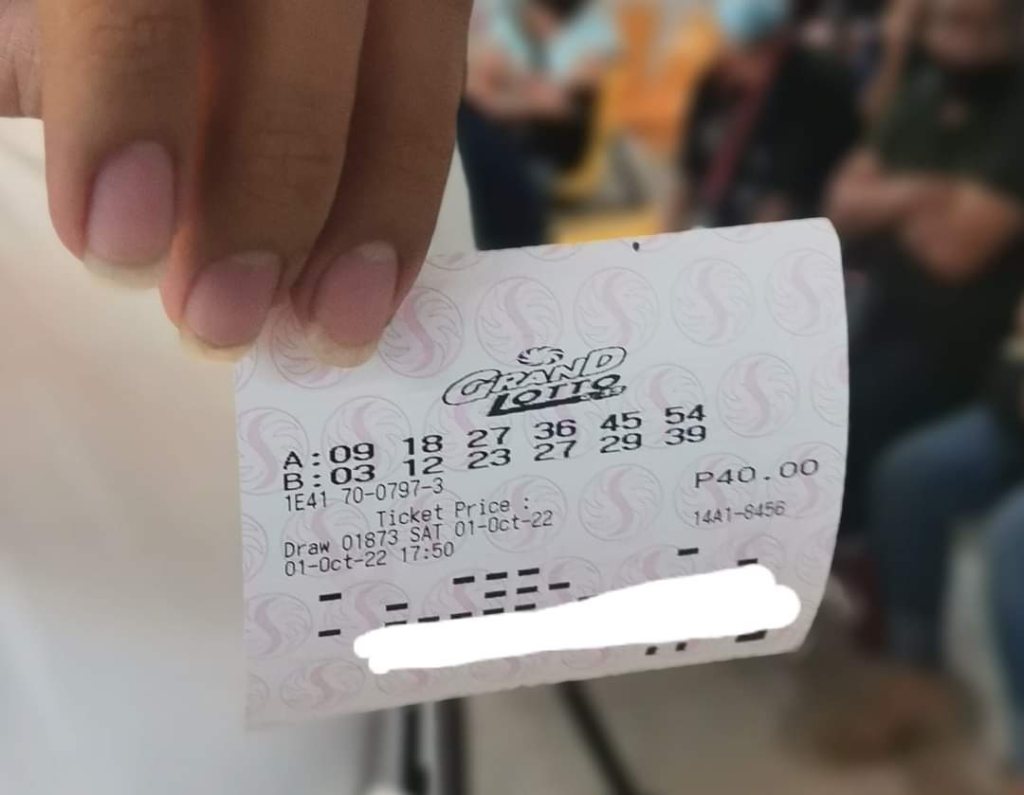 GRAND
LOTTO
A:09 18 27 36 45 54
B:03 12 23 27 29 39
1E41 70-0797-3
Ticket Price : P40.00
Draw 01873 SAT 01-Oct-22 14A1-8456
01-Oct-22 17:50